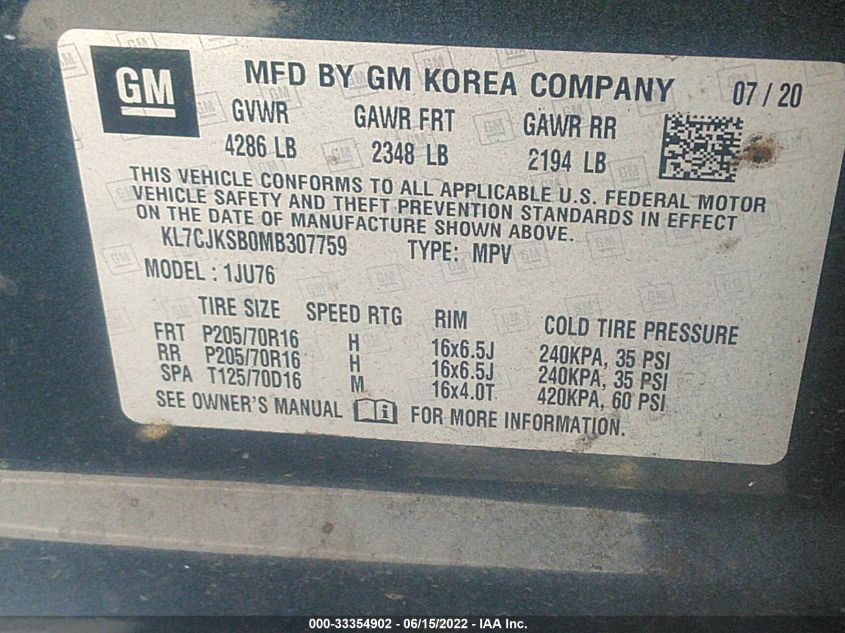 GM MFD BY GM KOREA COMPANY 07 / 20
GVWR GAWR FRT GAWR RR
4286 LB 2348 LB 2194 LB
THIS VEHICLE CONFORMS TO ALL APPLICABLE U.S. FEDERAL MOTOR
VEHICLE SAFETY AND THEFT PREVENTION STANDARDS IN EFFECT
ON THE DATE OF MANUFACTURE SHOWN ABOVE.
KL7CJKSB0MB307759 TYPE: MPV
MODEL : 1JU76
TIRE SIZE SPEED RTG RIM COLD TIRE PRESSURE
FRT P205/70R16 H 16x6.5J 240KPA, 35 PSI
RR P205/70R16 H 16x6.5J 240KPA, 35 PSI
SPA T125/70D16 M 16x4.0T 420KPA, 60 PSI
SEE OWNER'S MANUAL FOR MORE INFORMATION.
000-33354902 - 06/15/2022 - IAA Inc.